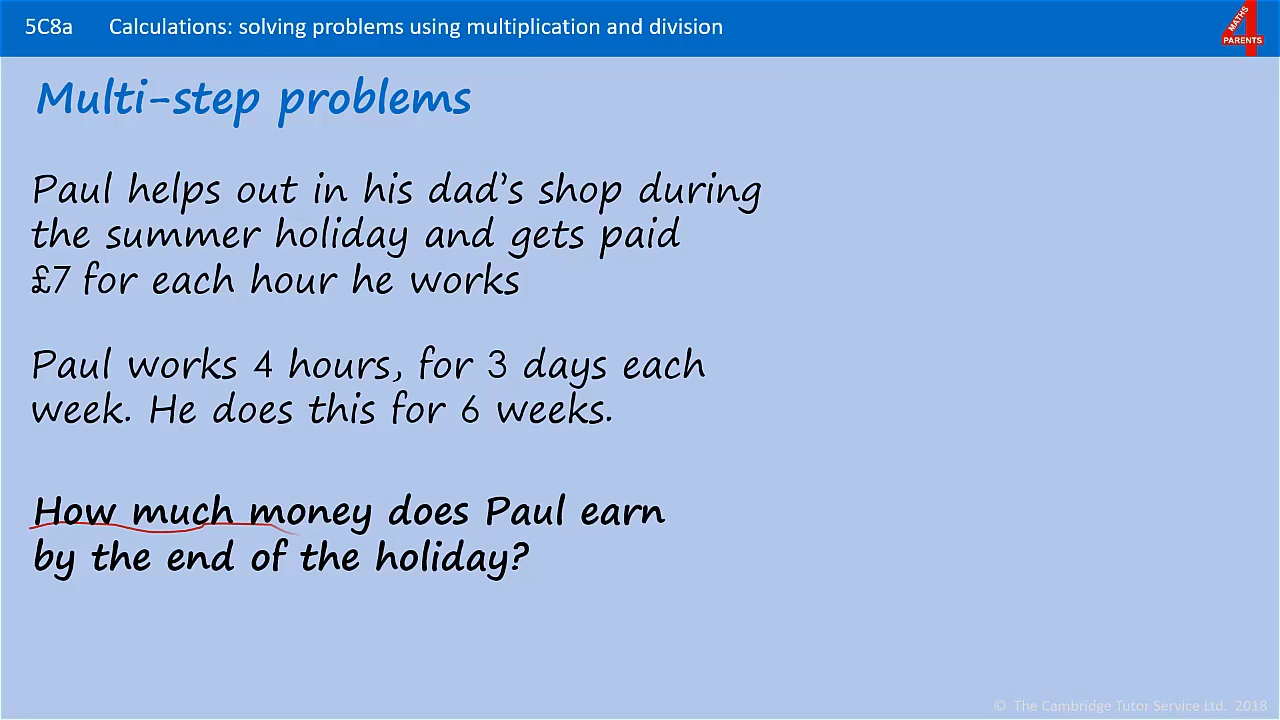 5C8a Calculations: solving problems using multiplication and division
MATHS
4
PARENTS
Multi-step problems
Paul helps out in his dad's shop during
the summer holiday and gets paid
£7 for each hour he works
Paul works 4 hours, for 3 days each
week. He does this for 6 weeks.
How much money does Paul earn
by the end of the holiday?
© The Cambridge Tutor Service Ltd. 2018